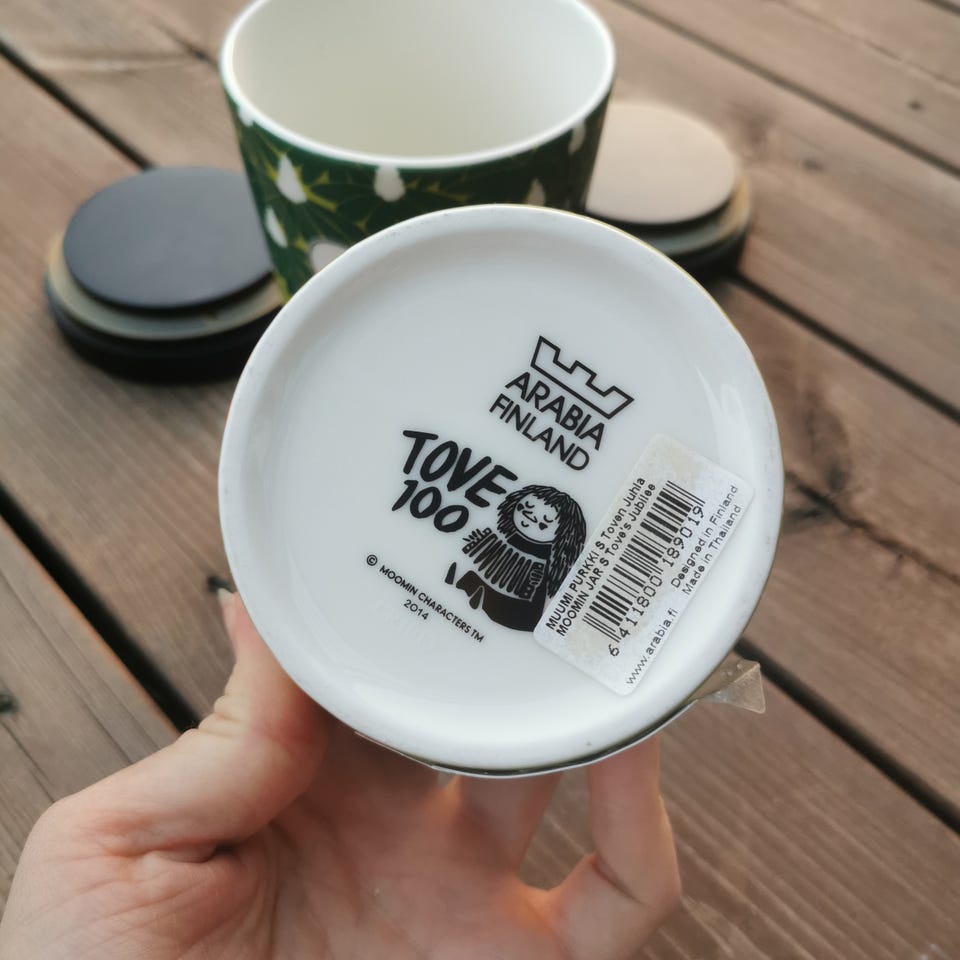 ARABIA
FINLAND
TOVE
100
© MOOMIN CHARACTERS TM
2014
MUUMI PURKKI S Toven Juhla
MOOMIN JAR S Tove's Jubilee
6 411800 189019
www.arabia.fi
Designed in Finland
Made in Thailand